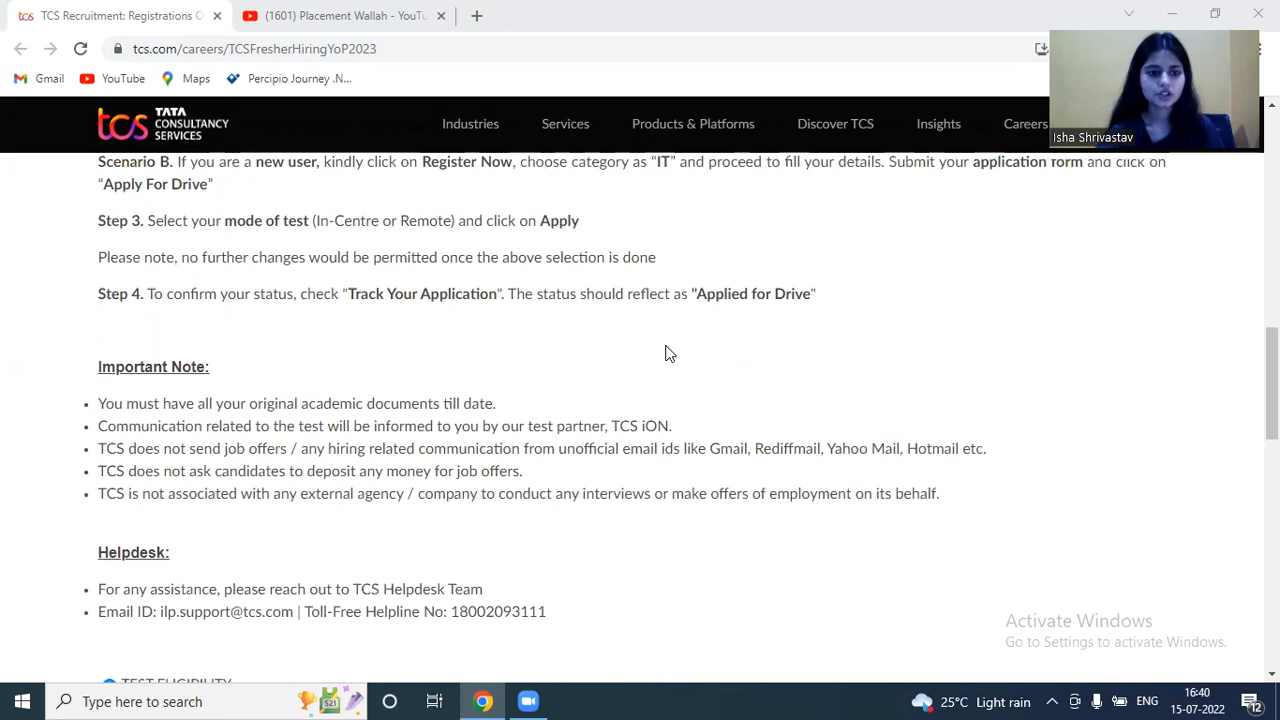 TCS Recruitment: Registrations O
(1601) Placement Wallah - YouTu
tcs.com/careers/TCSFresherHiringYoP2023
Gmail
YouTube
Maps
Percipio Journey .N...
tcs TATA CONSULTANCY SERVICES
Industries
Services
Products & Platforms
Discover TCS
Insights
Careers
Isha Shrivastav
Scenario B. If you are a new user, kindly click on Register Now, choose category as “IT” and proceed to fill your details. Submit your application form and click on
“Apply For Drive”
Step 3. Select your mode of test (In-Centre or Remote) and click on Apply
Please note, no further changes would be permitted once the above selection is done
Step 4. To confirm your status, check "Track Your Application". The status should reflect as "Applied for Drive"
Important Note:
• You must have all your original academic documents till date.
• Communication related to the test will be informed to you by our test partner, TCS iON.
• TCS does not send job offers / any hiring related communication from unofficial email ids like Gmail, Rediffmail, Yahoo Mail, Hotmail etc.
• TCS does not ask candidates to deposit any money for job offers.
• TCS is not associated with any external agency / company to conduct any interviews or make offers of employment on its behalf.
Helpdesk:
• For any assistance, please reach out to TCS Helpdesk Team
• Email ID: ilp.support@tcs.com | Toll-Free Helpline No: 18002093111
Activate Windows
Go to Settings to activate Windows.
TEST ELIGIBILITY
Type here to search
521
25°C Light rain
ENG
16:40
15-07-2022
12